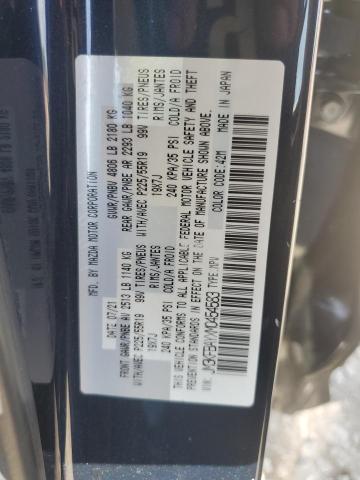 MFD. BY MAZDA MOTOR CORPORATION
DATE 07/21 GVWR/PNBV 4806 LB 2180 KG
FRONT GAWR/PNBE AV 2513 LB 1140 KG REAR GAWR/PNBE AR 2293 LB 1040 KG
WITH/AVEC P225/55R19 99V TIRES/PNEUS WITH/AVEC P225/55R19 99V TIRES/PNEUS
19X7J RIMS/JANTES 19X7J RIMS/JANTES
240 KPA/35 PSI COLD/A FROID 240 KPA/35 PSI COLD/A FROID
THIS VEHICLE CONFORMS TO ALL APPLICABLE FEDERAL MOTOR VEHICLE SAFETY AND THEFT
PREVENTION STANDARDS IN EFFECT ON THE DATE OF MANUFACTURE SHOWN ABOVE.
TYPE: MPV COLOR CODE: 42M MADE IN JAPAN